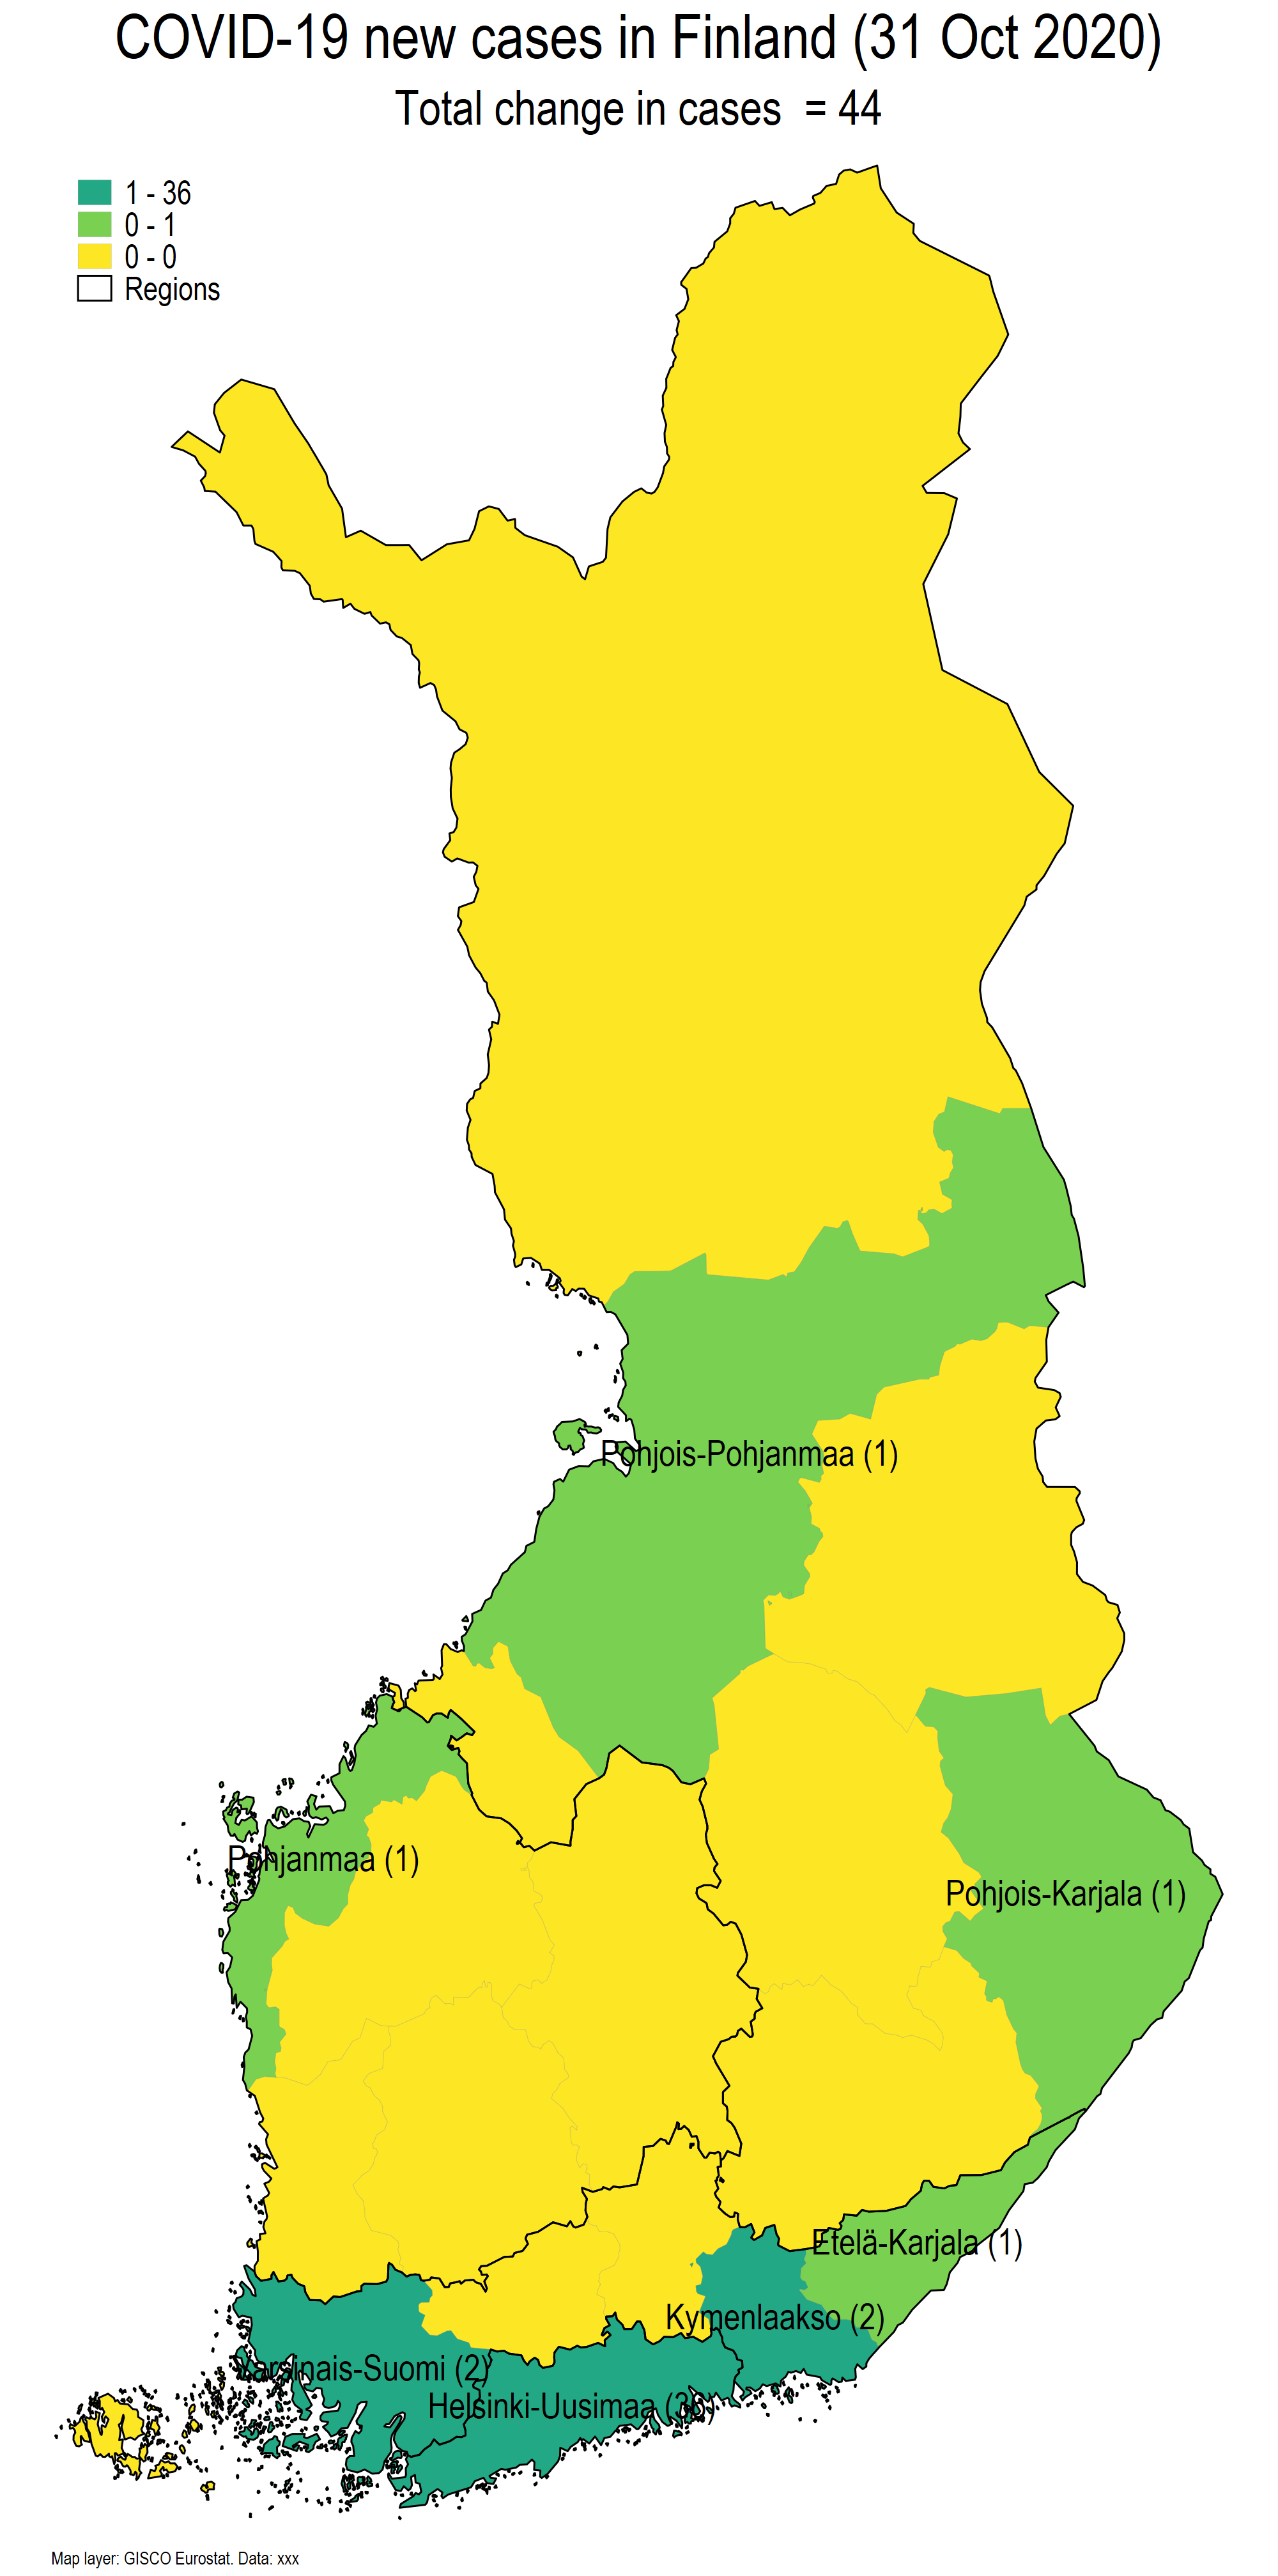 COVID-19 new cases in Finland (31 Oct 2020)
Total change in cases = 44
1 - 36
0 - 1
0 - 0
Regions
Pohjois-Pohjanmaa (1)
Pohjanmaa (1)
Pohjois-Karjala (1)
Etelä-Karjala (1)
Kymenlaakso (2)
Varsinais-Suomi (2)
Helsinki-Uusimaa (36)
Map layer: GISCO Eurostat. Data: xxx